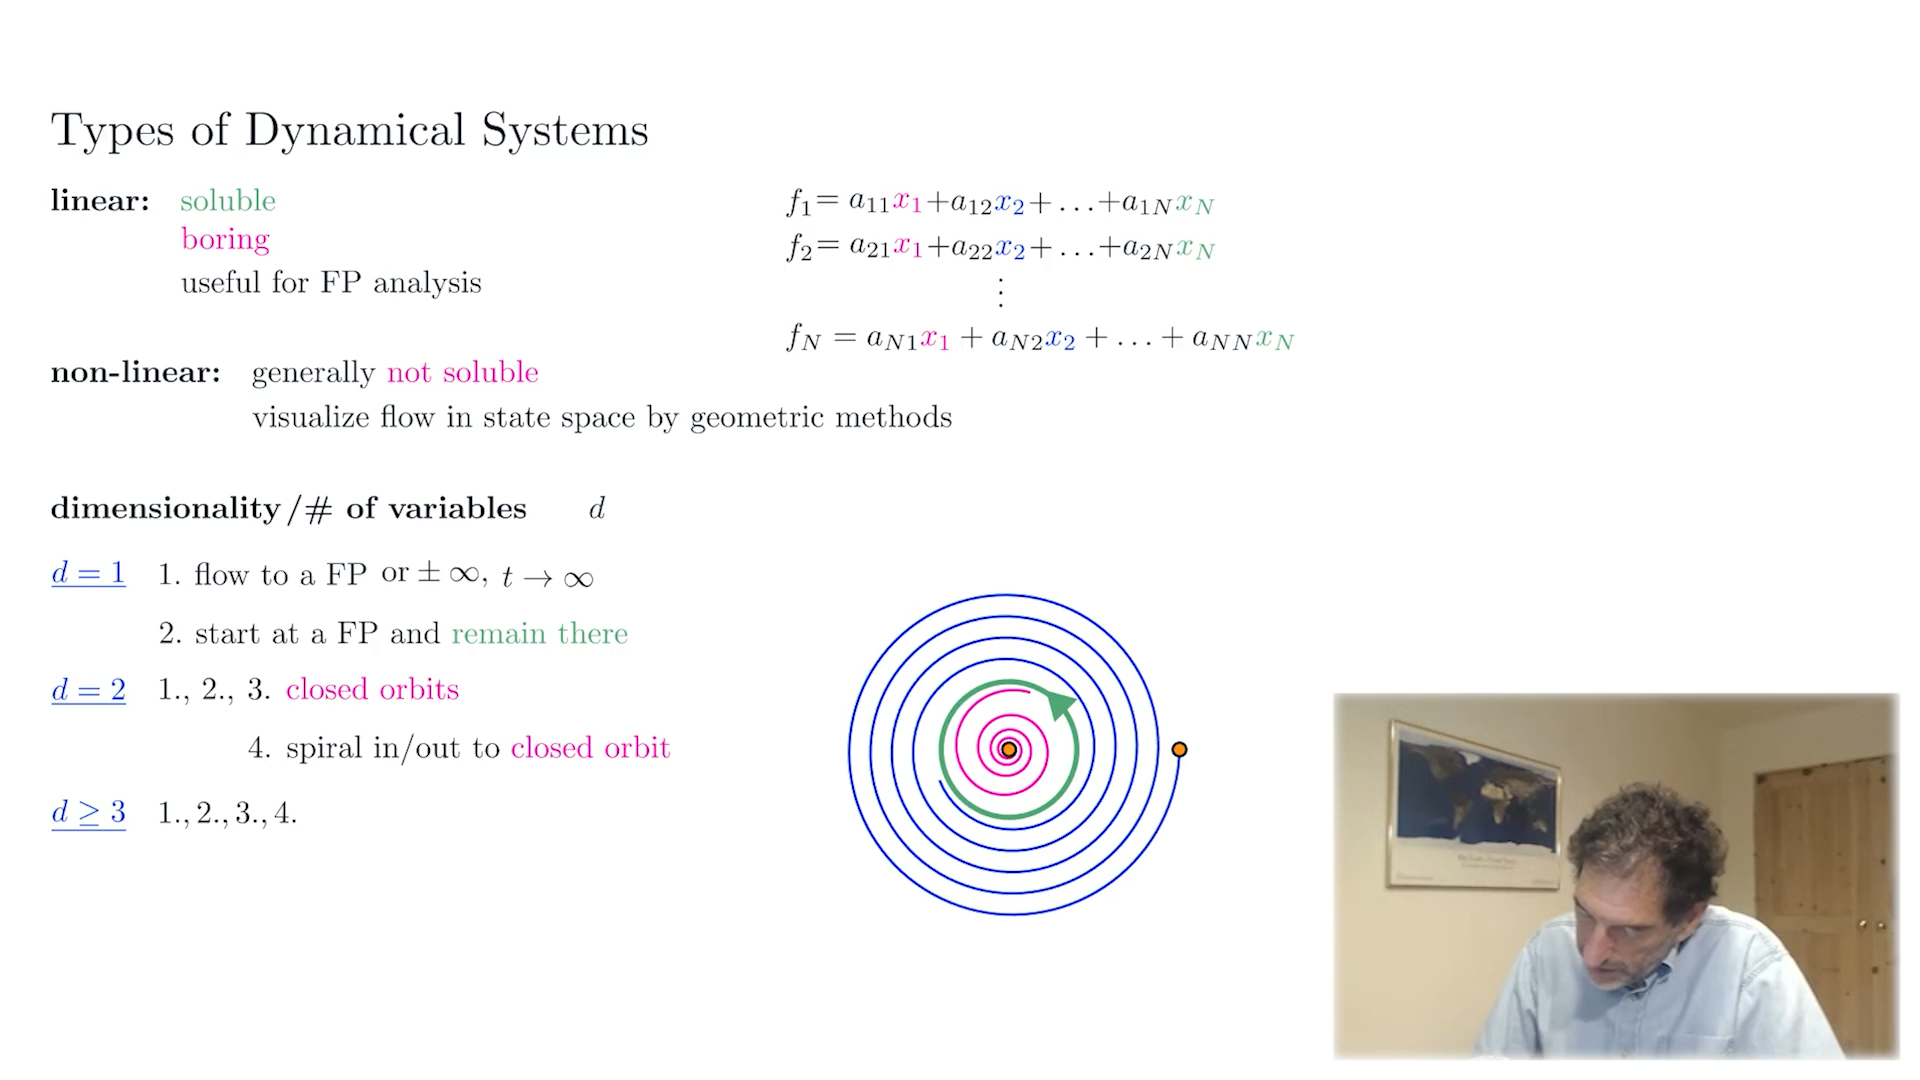 Types of Dynamical Systems
linear: soluble
boring
useful for FP analysis
f₁= a₁₁x₁+a₁₂x₂+…+a₁NxN
f₂= a₂₁x₁+a₂₂x₂+…+a₂NxN
⋮
fN = aN₁x₁ + aN₂x₂ + … + aNNxN
non-linear: generally not soluble
visualize flow in state space by geometric methods
dimensionality/# of variables d
d = 1 1. flow to a FP or ± ∞, t → ∞
2. start at a FP and remain there
d = 2 1., 2., 3. closed orbits
4. spiral in/out to closed orbit
d ≥ 3 1., 2., 3., 4.